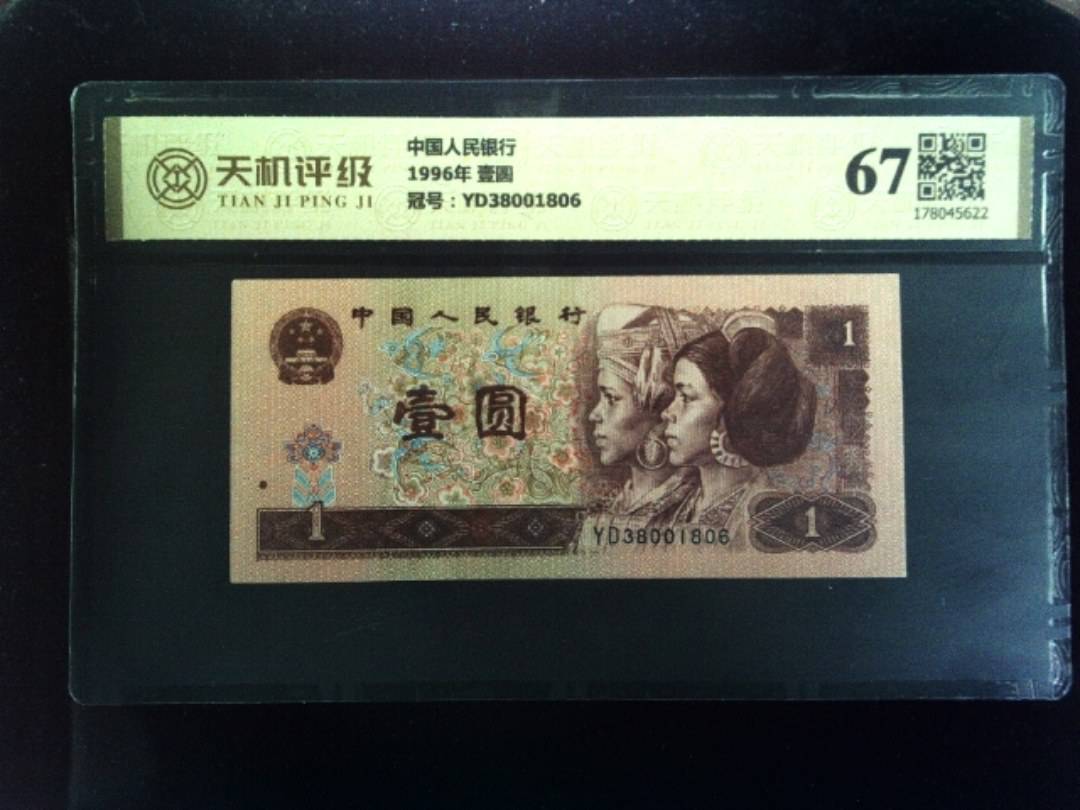 天机评级
TIAN JI PING JI
中国人民银行
1996年 壹圆
冠号：YD38001806
67
178045622
中国人民银行
1
壹圆
1
YD38001806
1